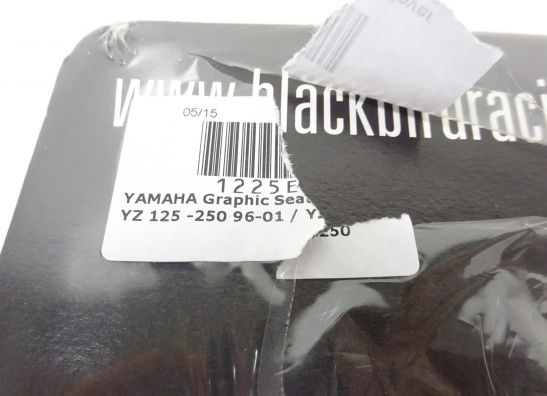 www.blackbirdraci
05/15
1225E
YAMAHA Graphic Seat
YZ 125 -250 96-01 / Y
250